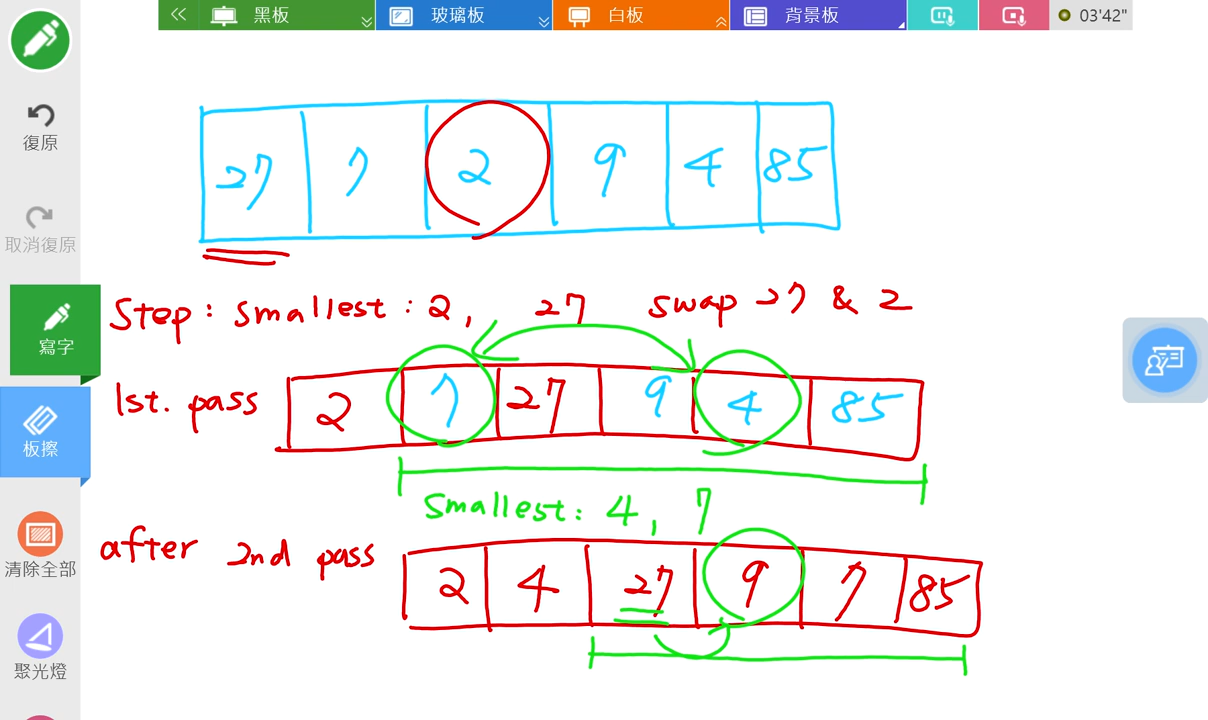 黑板 玻璃板 白板 背景板 03'42"
復原
取消復原
寫字
板擦
清除全部
聚光燈
27 7 2 9 4 85
Step: smallest: 2, 27 swap 27 & 2
1st. pass 2 7 27 9 4 85
smallest: 4, 7
after 2nd pass 2 4 27 9 7 85